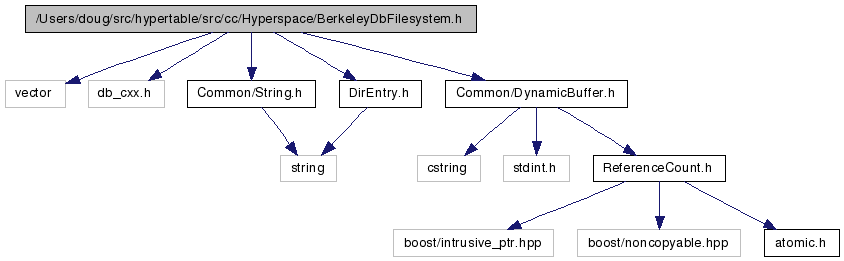 /Users/doug/src/hypertable/src/cc/Hyperspace/BerkeleyDbFilesystem.h
vector
db_cxx.h
Common/String.h
DirEntry.h
Common/DynamicBuffer.h
string
cstring
stdint.h
ReferenceCount.h
boost/intrusive_ptr.hpp
boost/noncopyable.hpp
atomic.h